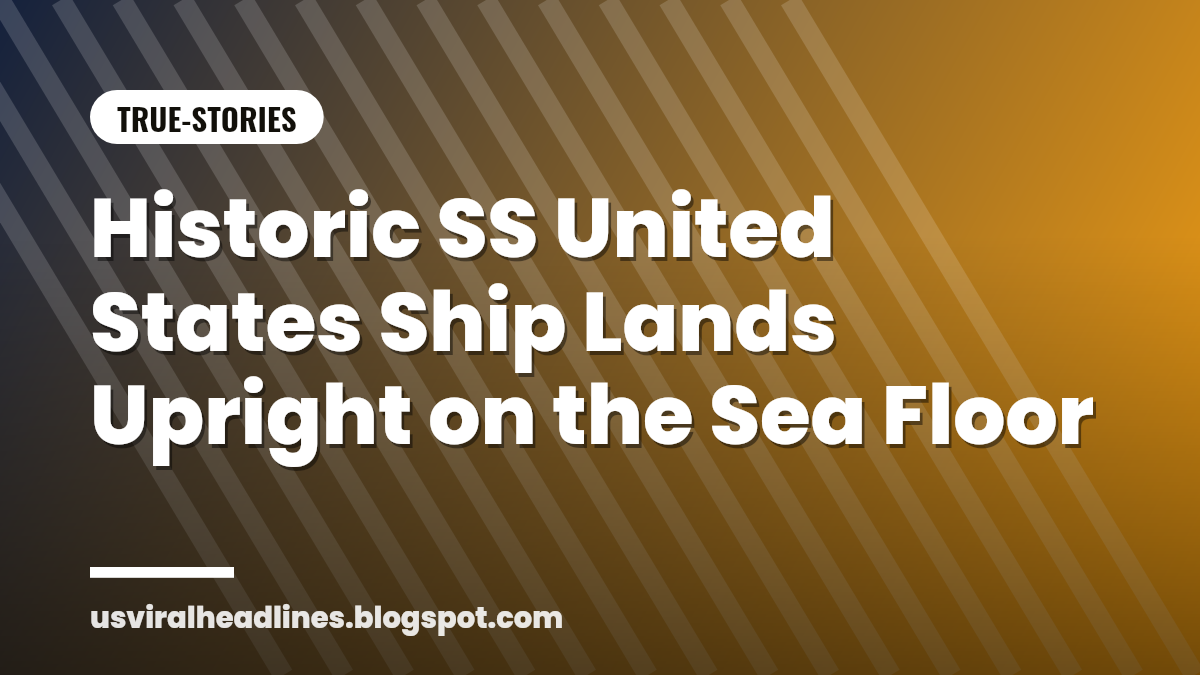 TRUE-STORIES
Historic SS United
States Ship Lands
Upright on the Sea Floor
usviralheadlines.blogspot.com